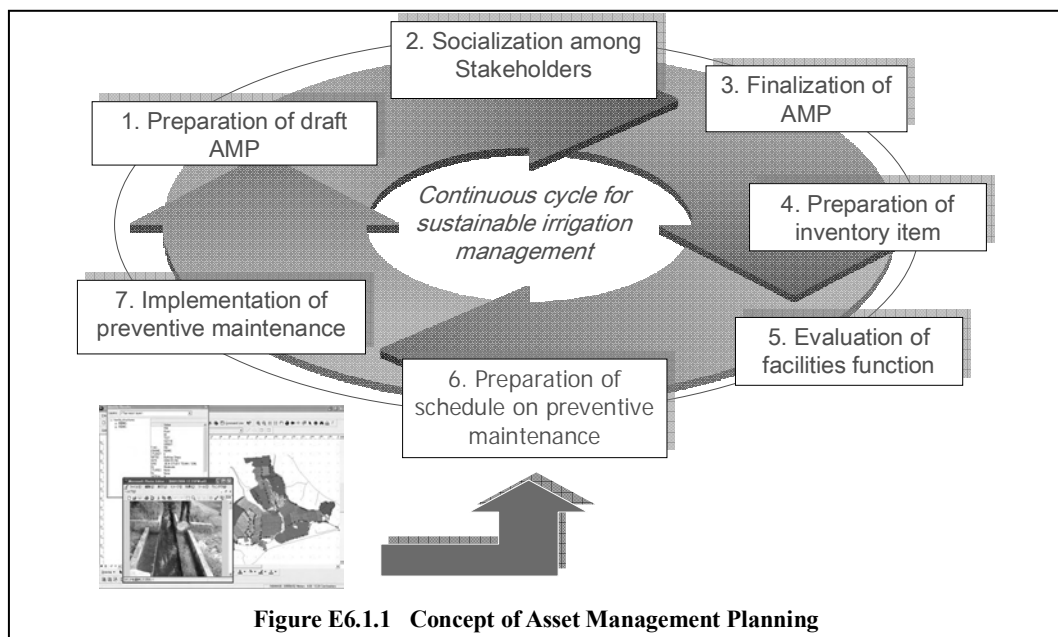 2. Socialization among
Stakeholders
3. Finalization of
AMP
1. Preparation of draft
AMP
Continuous cycle for
sustainable irrigation
management
4. Preparation of
inventory item
7. Implementation of
preventive maintenance
5. Evaluation of
facilities function
6. Preparation of
schedule on preventive
maintenance
Figure E6.1.1 Concept of Asset Management Planning